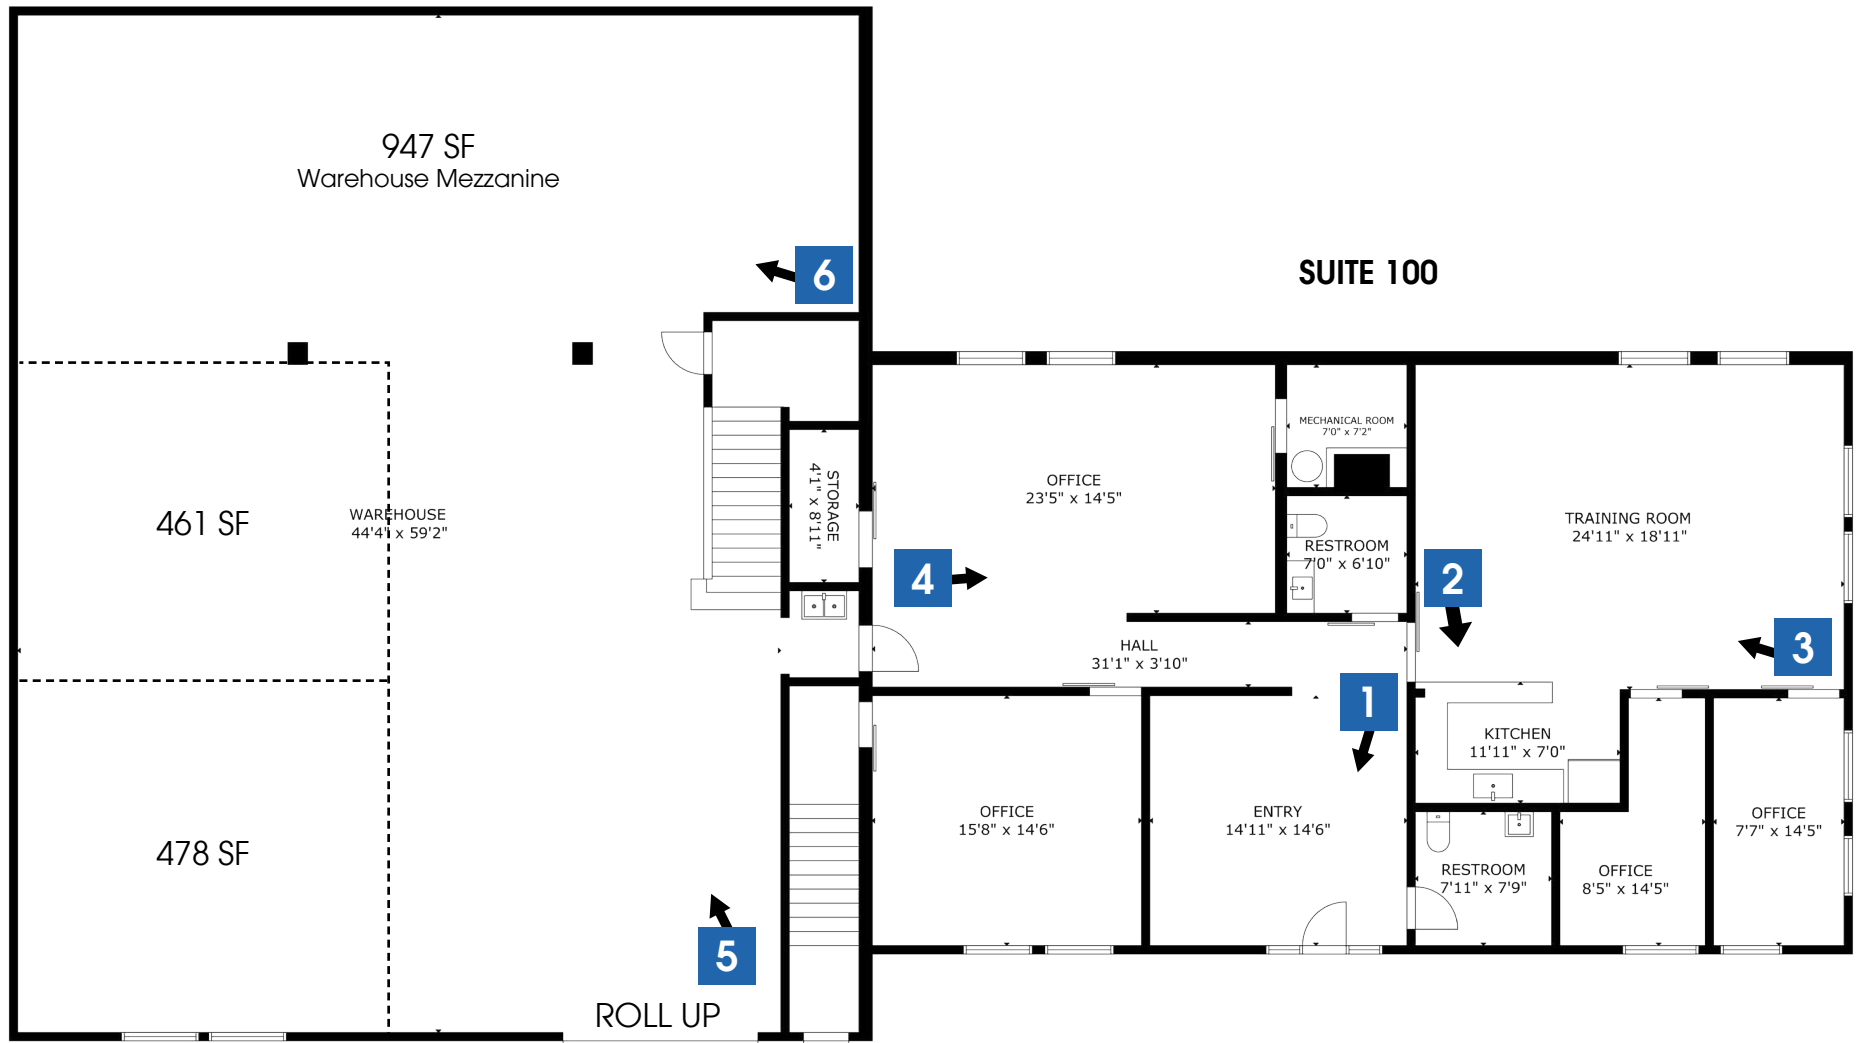 947 SF
Warehouse Mezzanine
6
SUITE 100
MECHANICAL ROOM
7'0" x 7'2"
OFFICE
23'5" x 14'5"
STORAGE
4'1" x 8'11"
461 SF
WAREHOUSE
44'4" x 59'2"
TRAINING ROOM
24'11" x 18'11"
RESTROOM
7'0" x 6'10"
4
2
HALL
31'1" x 3'10"
3
1
KITCHEN
11'11" x 7'0"
OFFICE
15'8" x 14'6"
ENTRY
14'11" x 14'6"
OFFICE
7'7" x 14'5"
478 SF
RESTROOM
7'11" x 7'9"
OFFICE
8'5" x 14'5"
5
ROLL UP